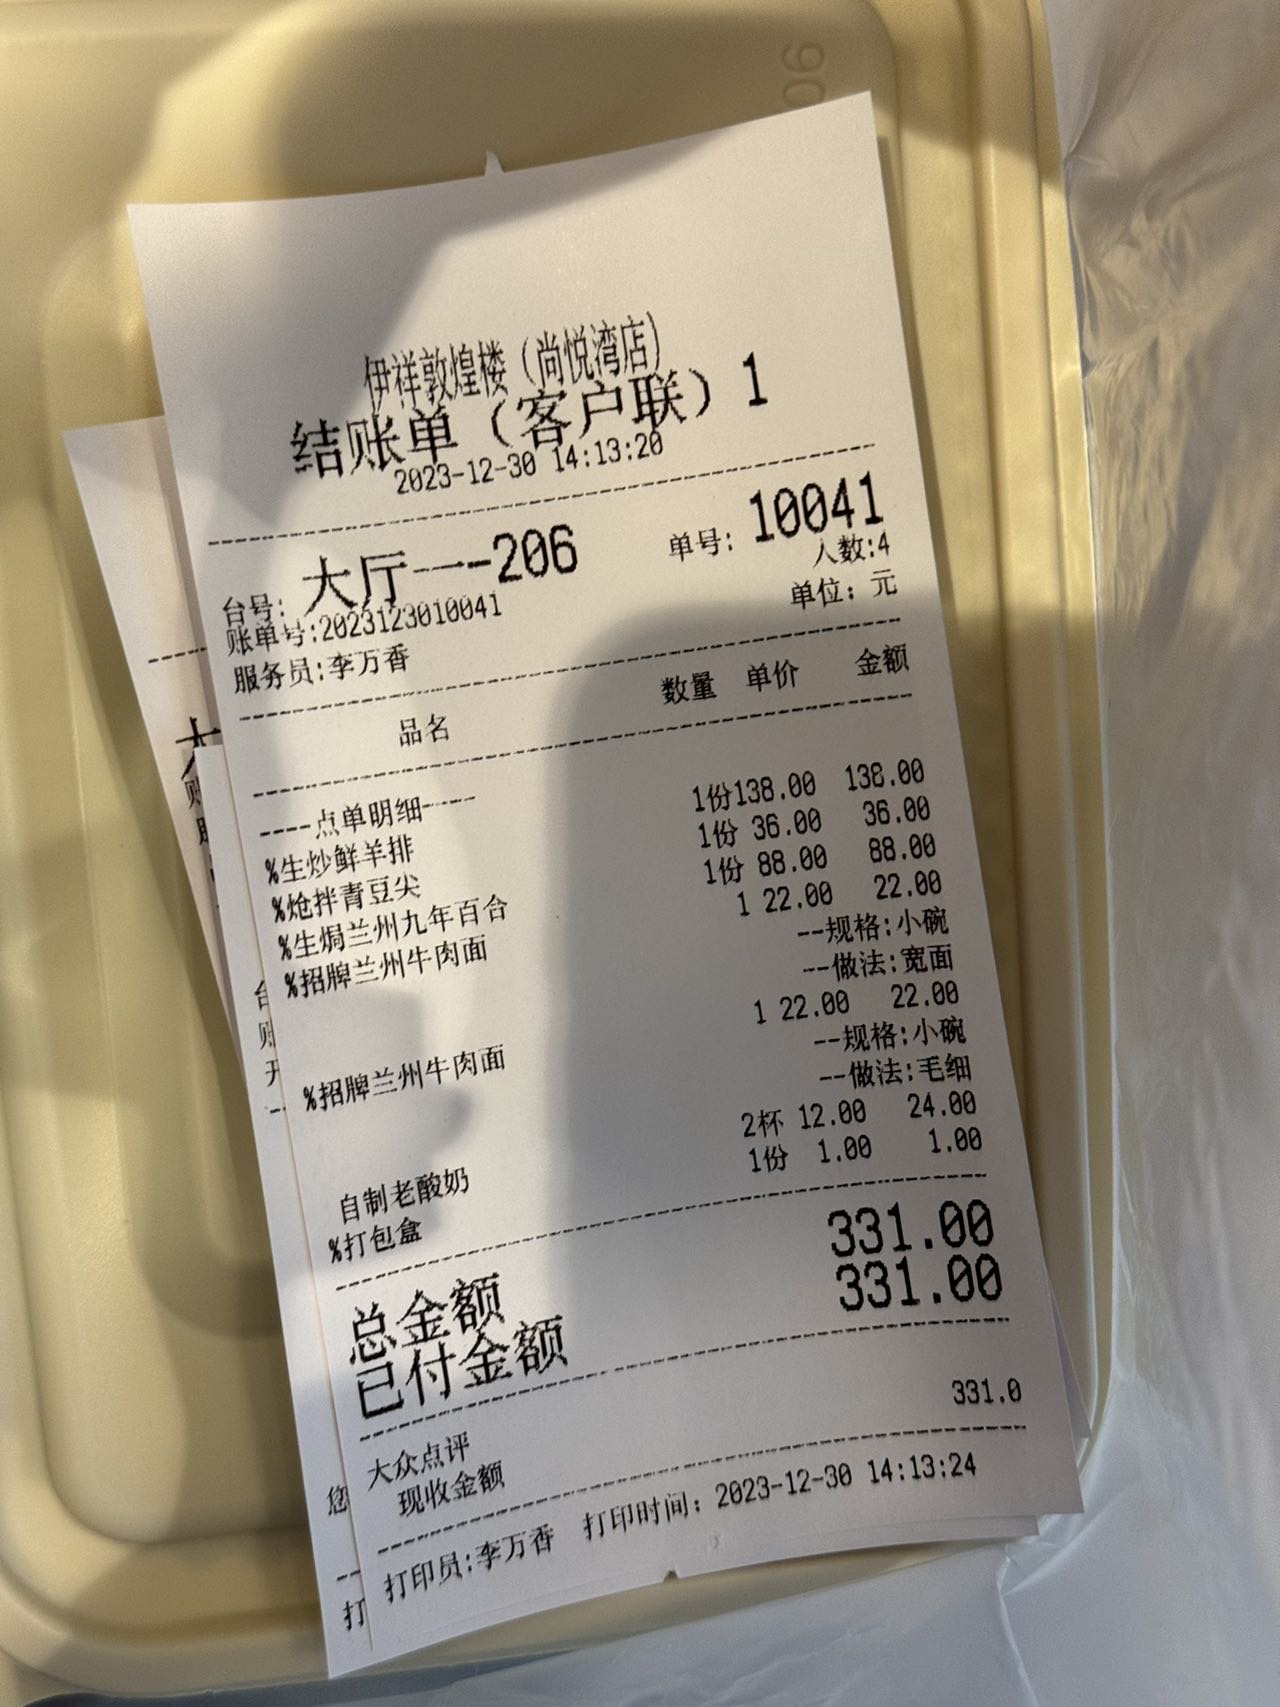 伊祥敦煌楼（尚悦湾店）
结账单（客户联）1
2023-12-30 14:13:20
台号: 大厅---206 单号: 10041
账单号:2023123010041 人数:4
服务员:李万香 单位: 元
品名 数量 单价 金额
----点单明细----
%生炒鲜羊排 1份138.00 138.00
%炝拌青豆尖 1份 36.00 36.00
%生焗兰州九年百合 1份 88.00 88.00
%招牌兰州牛肉面 1 22.00 22.00
--规格:小碗
--做法:宽面
%招牌兰州牛肉面 1 22.00 22.00
--规格:小碗
--做法:毛细
自制老酸奶 2杯 12.00 24.00
%打包盒 1份 1.00 1.00
总金额 331.00
已付金额 331.00
大众点评 331.0
现收金额
打印员:李万香 打印时间: 2023-12-30 14:13:24
大
账
台
账
开
您
打
06